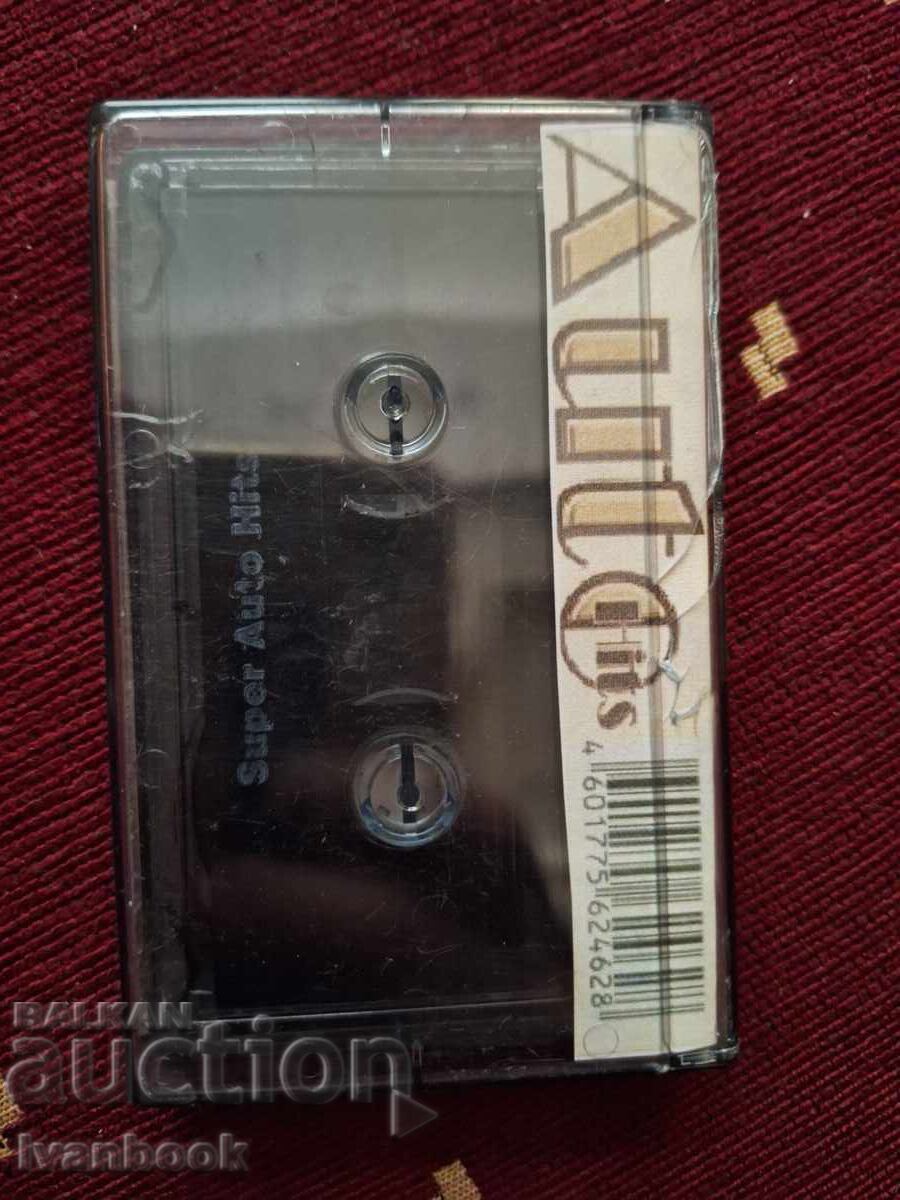 Auto
Hits
4 601775 624628
Super Auto Hits
BALKAN
auction
Ivanbook